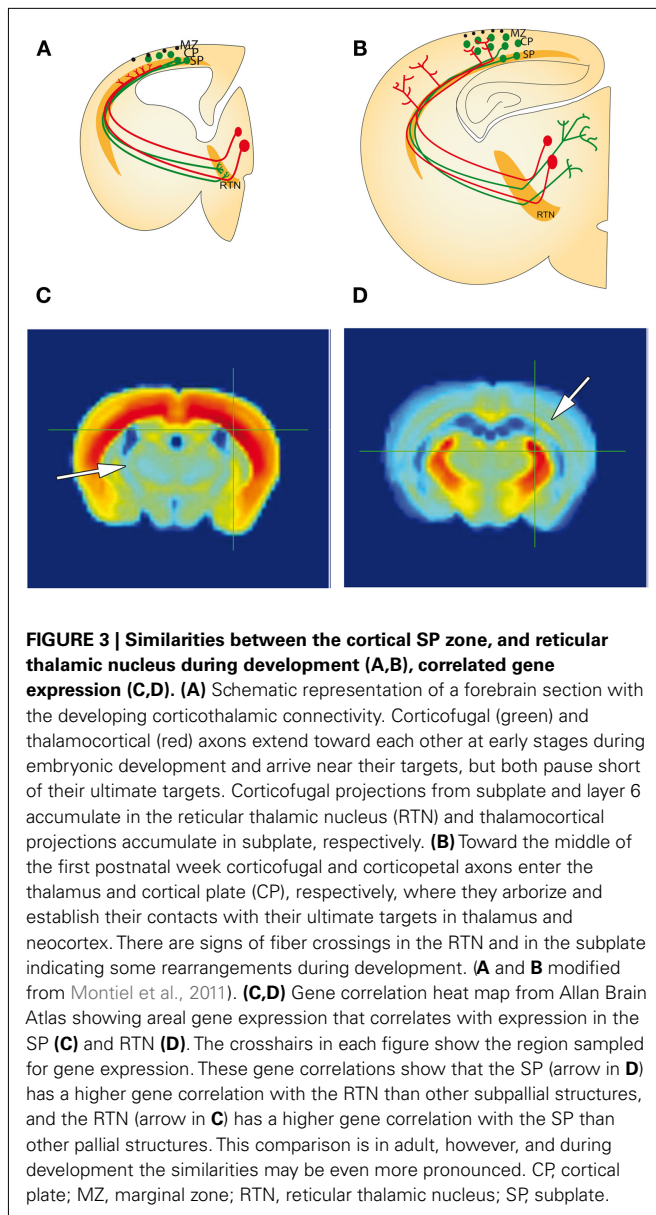 A
MZ
CP
SP
RTN
B
MZ
CP
SP
RTN
C
D
FIGURE 3 | Similarities between the cortical SP zone, and reticular
thalamic nucleus during development (A,B), correlated gene
expression (C,D). (A) Schematic representation of a forebrain section with
the developing corticothalamic connectivity. Corticofugal (green) and
thalamocortical (red) axons extend toward each other at early stages during
embryonic development and arrive near their targets, but both pause short
of their ultimate targets. Corticofugal projections from subplate and layer 6
accumulate in the reticular thalamic nucleus (RTN) and thalamocortical
projections accumulate in subplate, respectively. (B) Toward the middle of
the first postnatal week corticofugal and corticopetal axons enter the
thalamus and cortical plate (CP), respectively, where they arborize and
establish their contacts with their ultimate targets in thalamus and
neocortex. There are signs of fiber crossings in the RTN and in the subplate
indicating some rearrangements during development. (A and B modified
from Montiel et al., 2011). (C,D) Gene correlation heat map from Allan Brain
Atlas showing areal gene expression that correlates with expression in the
SP (C) and RTN (D). The crosshairs in each figure show the region sampled
for gene expression. These gene correlations show that the SP (arrow in D)
has a higher gene correlation with the RTN than other subpallial structures,
and the RTN (arrow in C) has a higher gene correlation with the SP than
other pallial structures. This comparison is in adult, however, and during
development the similarities may be even more pronounced. CP, cortical
plate; MZ, marginal zone; RTN, reticular thalamic nucleus; SP, subplate.